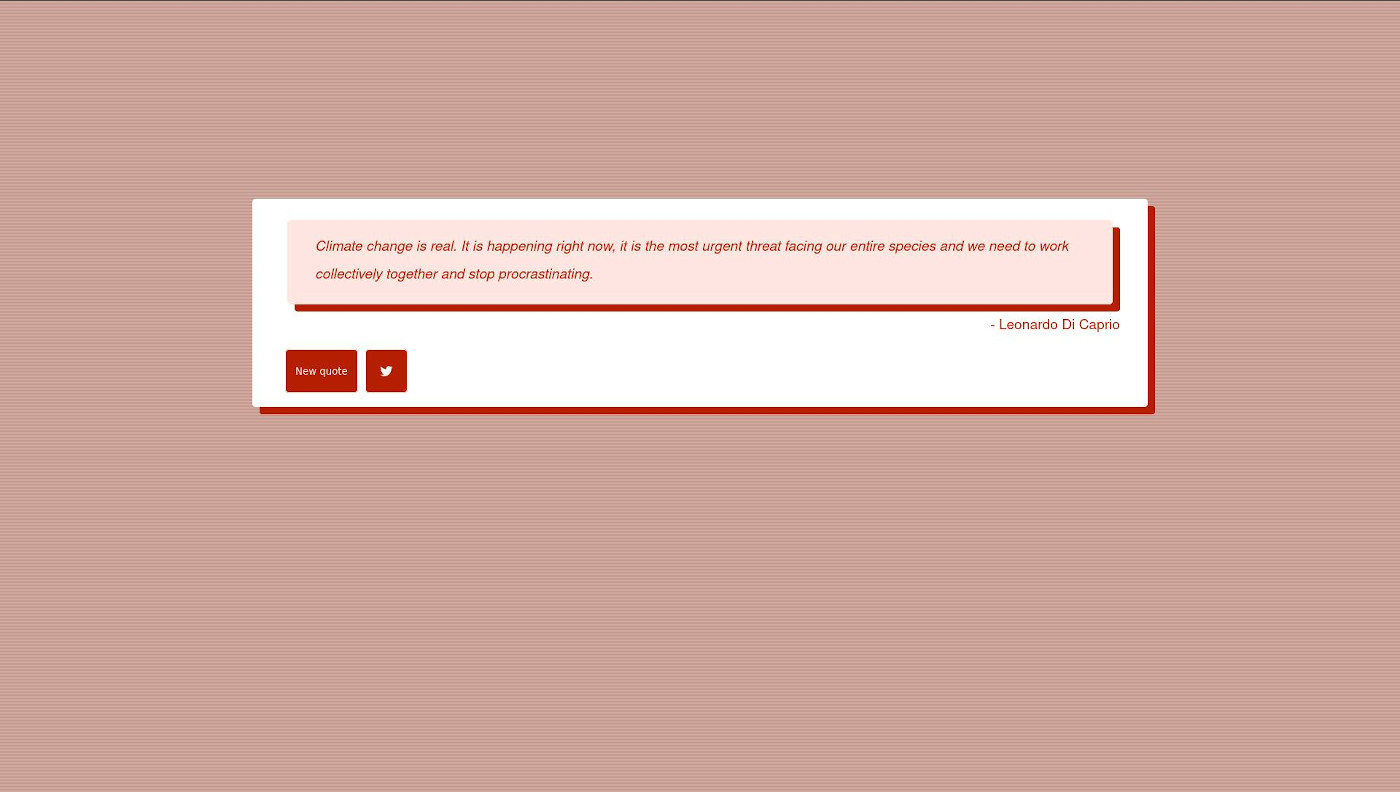 Climate change is real. It is happening right now, it is the most urgent threat facing our entire species and we need to work
collectively together and stop procrastinating.
- Leonardo Di Caprio
New quote